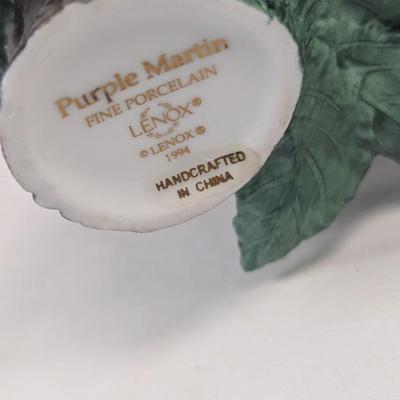 Purple Martin
FINE PORCELAIN
LENOX®
© LENOX ®
1994
HANDCRAFTED
IN CHINA